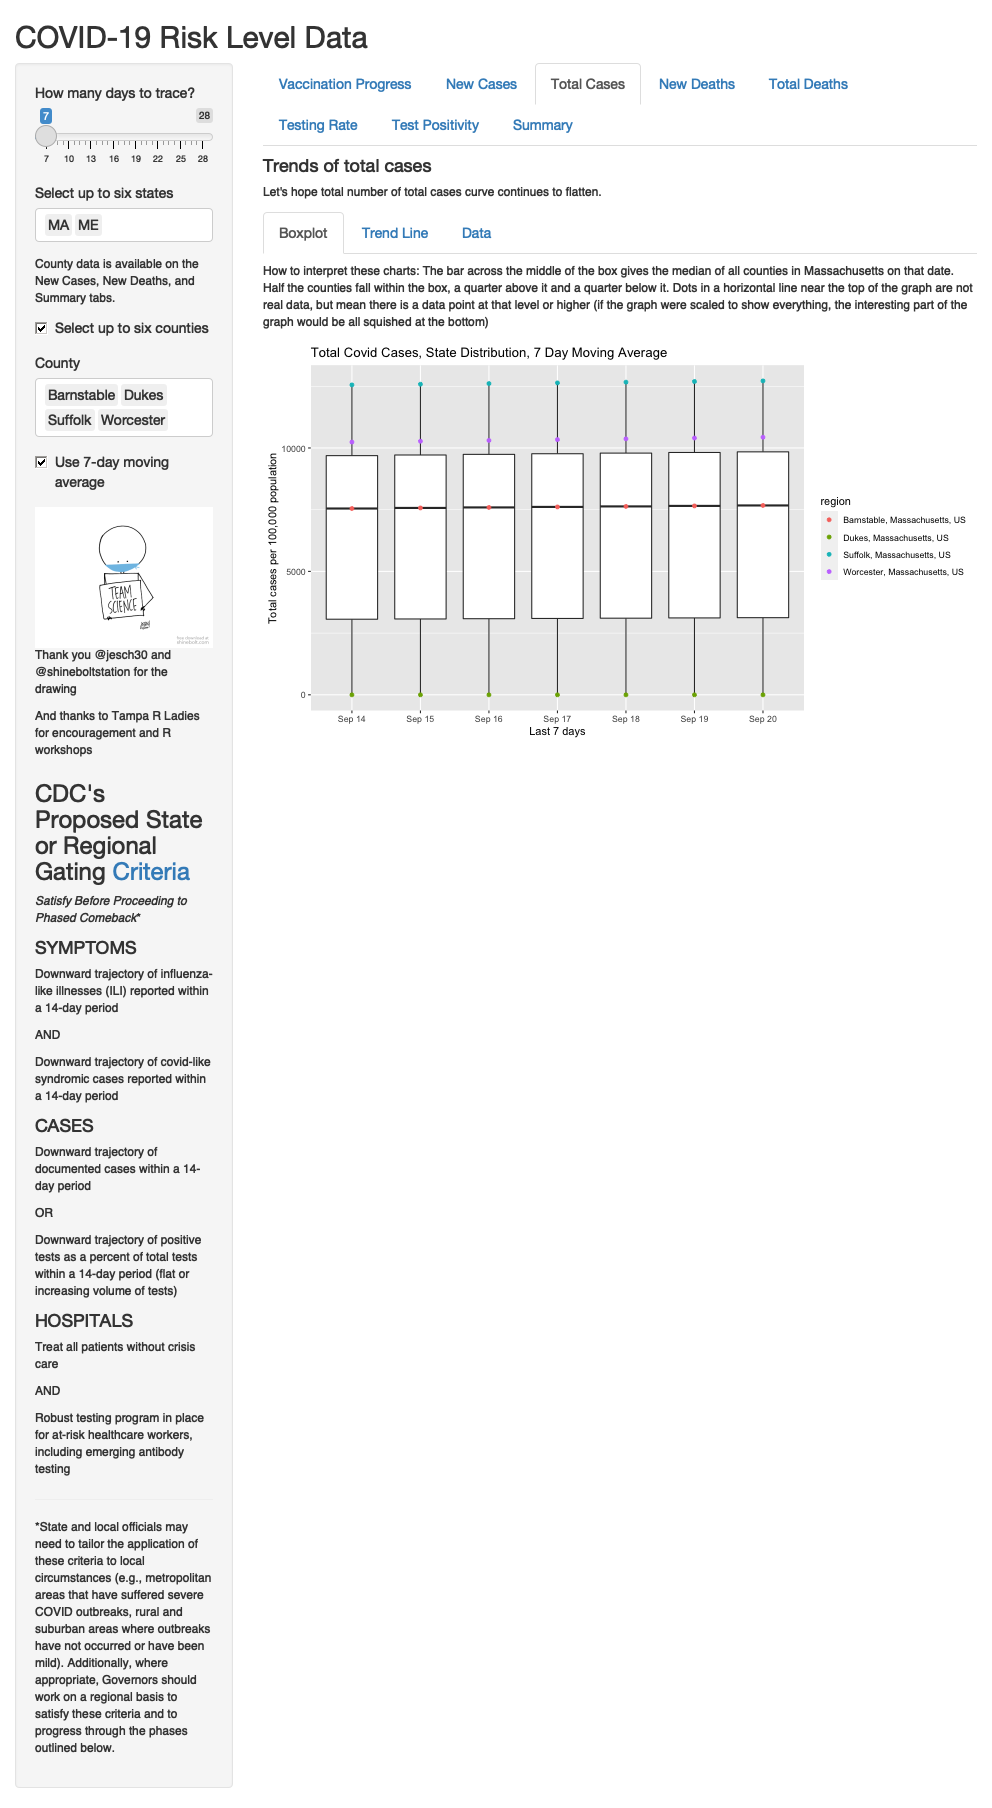 COVID-19 Risk Level Data
How many days to trace?
7
28
7 10 13 16 19 22 25 28
Select up to six states
MA ME
County data is available on the
New Cases, New Deaths, and
Summary tabs.
Select up to six counties
County
Barnstable Dukes
Suffolk Worcester
Use 7-day moving
average
TEAM
SCIENCE
Thank you @jesch30 and
@shineboltstation for the
drawing
And thanks to Tampa R Ladies
for encouragement and R
workshops
CDC's
Proposed State
or Regional
Gating Criteria
Satisfy Before Proceeding to
Phased Comeback*
SYMPTOMS
Downward trajectory of influenza-
like illnesses (ILI) reported within
a 14-day period
AND
Downward trajectory of covid-like
syndromic cases reported within
a 14-day period
CASES
Downward trajectory of
documented cases within a 14-
day period
OR
Downward trajectory of positive
tests as a percent of total tests
within a 14-day period (flat or
increasing volume of tests)
HOSPITALS
Treat all patients without crisis
care
AND
Robust testing program in place
for at-risk healthcare workers,
including emerging antibody
testing
*State and local officials may
need to tailor the application of
these criteria to local
circumstances (e.g., metropolitan
areas that have suffered severe
COVID outbreaks, rural and
suburban areas where outbreaks
have not occurred or have been
mild). Additionally, where
appropriate, Governors should
work on a regional basis to
satisfy these criteria and to
progress through the phases
outlined below.
Vaccination Progress New Cases Total Cases New Deaths Total Deaths
Testing Rate Test Positivity Summary
Trends of total cases
Let's hope total number of total cases curve continues to flatten.
Boxplot Trend Line Data
How to interpret these charts: The bar across the middle of the box gives the median of all counties in Massachusetts on that date.
Half the counties fall within the box, a quarter above it and a quarter below it. Dots in a horizontal line near the top of the graph are not
real data, but mean there is a data point at that level or higher (if the graph were scaled to show everything, the interesting part of the
graph would be all squished at the bottom)
Total Covid Cases, State Distribution, 7 Day Moving Average
Total cases per 100,000 population
10000
5000
0
Sep 14 Sep 15 Sep 16 Sep 17 Sep 18 Sep 19 Sep 20
Last 7 days
region
Barnstable, Massachusetts, US
Dukes, Massachusetts, US
Suffolk, Massachusetts, US
Worcester, Massachusetts, US